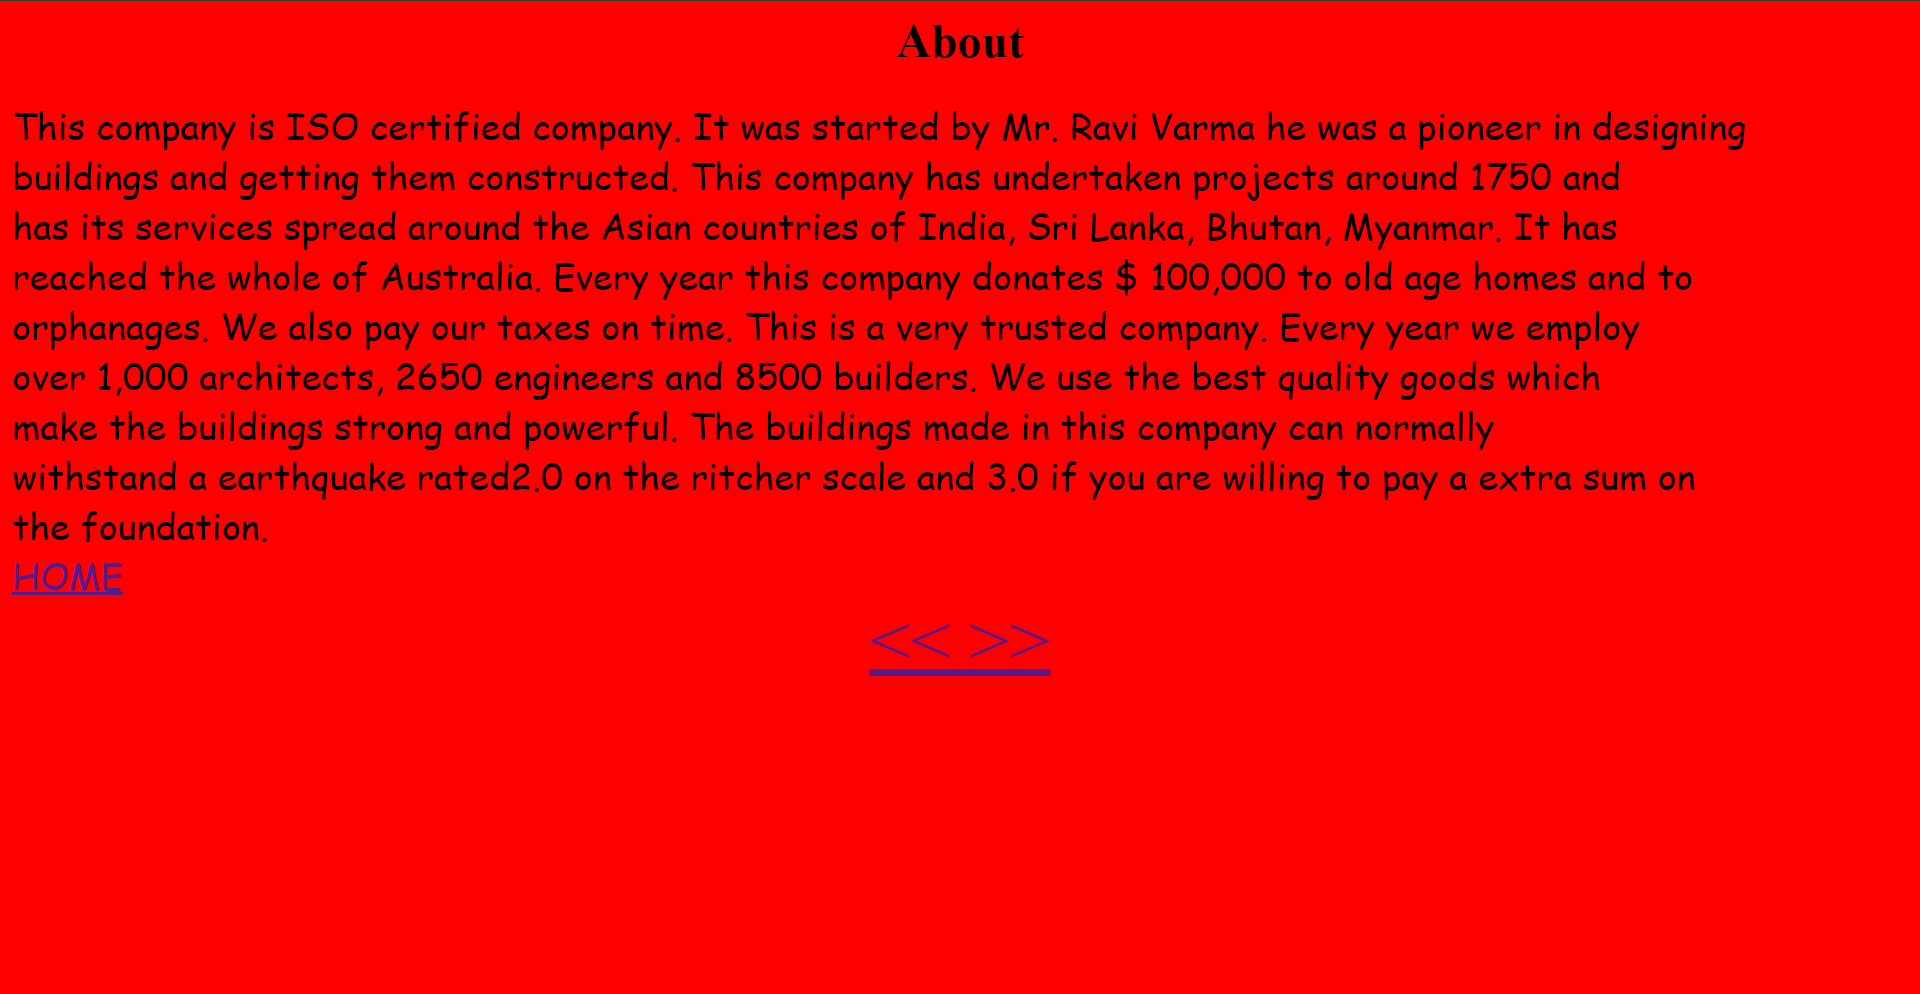 About
This company is ISO certified company. It was started by Mr. Ravi Varma he was a pioneer in designing
buildings and getting them constructed. This company has undertaken projects around 1750 and
has its services spread around the Asian countries of India, Sri Lanka, Bhutan, Myanmar. It has
reached the whole of Australia. Every year this company donates $ 100,000 to old age homes and to
orphanages. We also pay our taxes on time. This is a very trusted company. Every year we employ
over 1,000 architects, 2650 engineers and 8500 builders. We use the best quality goods which
make the buildings strong and powerful. The buildings made in this company can normally
withstand a earthquake rated2.0 on the ritcher scale and 3.0 if you are willing to pay a extra sum on
the foundation.
HOME
<< >>